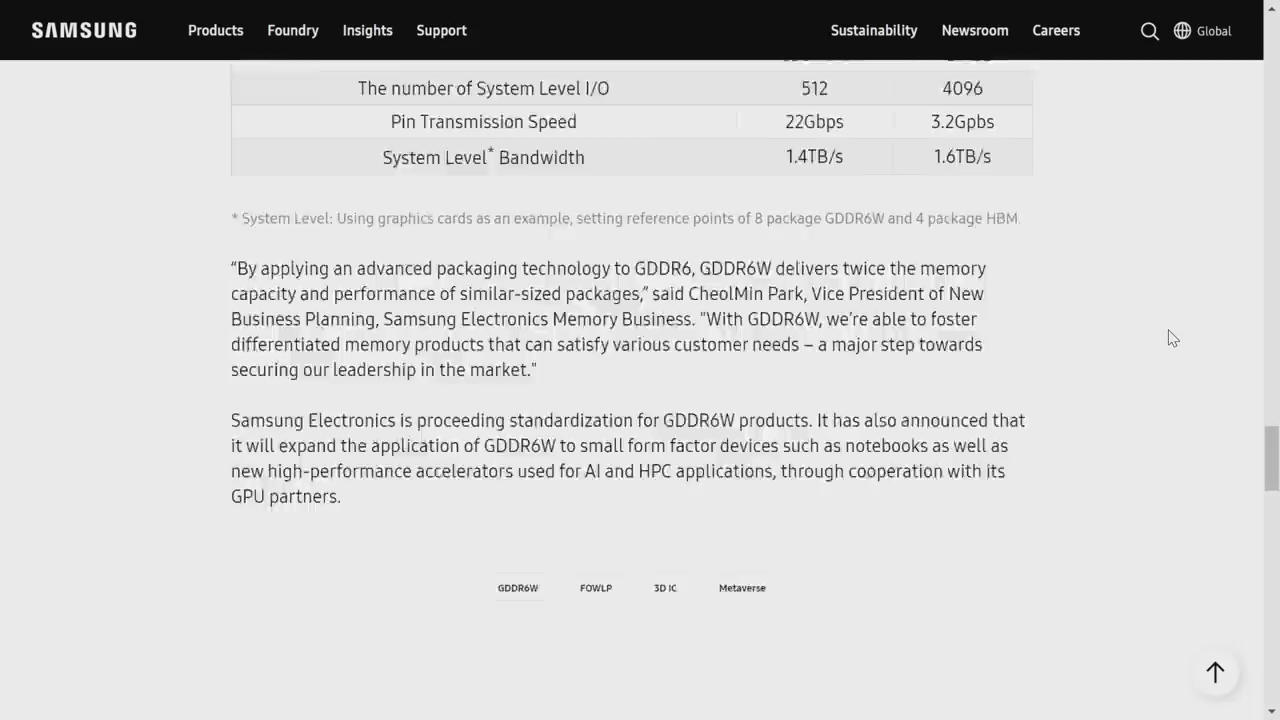 SAMSUNG Products Foundry Insights Support Sustainability Newsroom Careers Global
The number of System Level I/O 512 4096
Pin Transmission Speed 22Gbps 3.2Gpbs
System Level* Bandwidth 1.4TB/s 1.6TB/s
* System Level: Using graphics cards as an example, setting reference points of 8 package GDDR6W and 4 package HBM.
“By applying an advanced packaging technology to GDDR6, GDDR6W delivers twice the memory
capacity and performance of similar-sized packages,” said CheolMin Park, Vice President of New
Business Planning, Samsung Electronics Memory Business. "With GDDR6W, we’re able to foster
differentiated memory products that can satisfy various customer needs – a major step towards
securing our leadership in the market."
Samsung Electronics is proceeding standardization for GDDR6W products. It has also announced that
it will expand the application of GDDR6W to small form factor devices such as notebooks as well as
new high-performance accelerators used for AI and HPC applications, through cooperation with its
GPU partners.
GDDR6W FOWLP 3D IC Metaverse